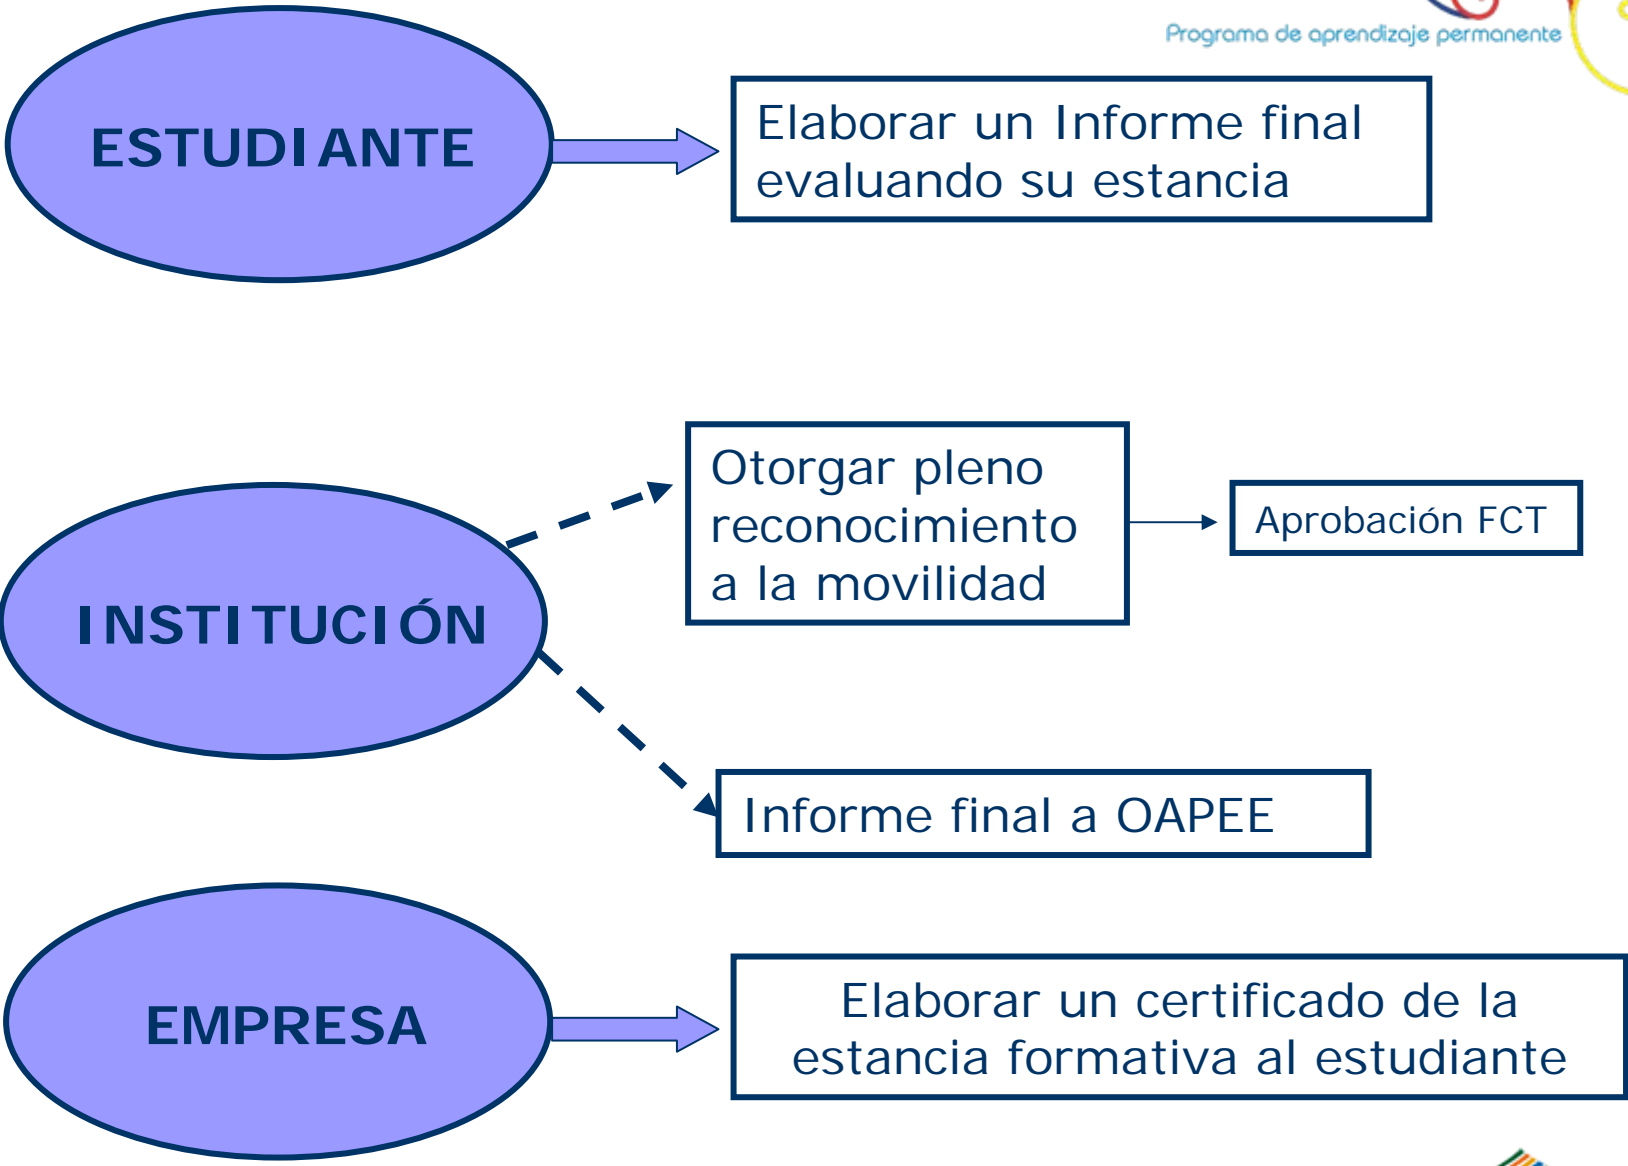 Programa de aprendizaje permanente
ESTUDIANTE
Elaborar un Informe final
evaluando su estancia
Otorgar pleno
reconocimiento
a la movilidad
Aprobación FCT
INSTITUCIÓN
Informe final a OAPEE
EMPRESA
Elaborar un certificado de la
estancia formativa al estudiante